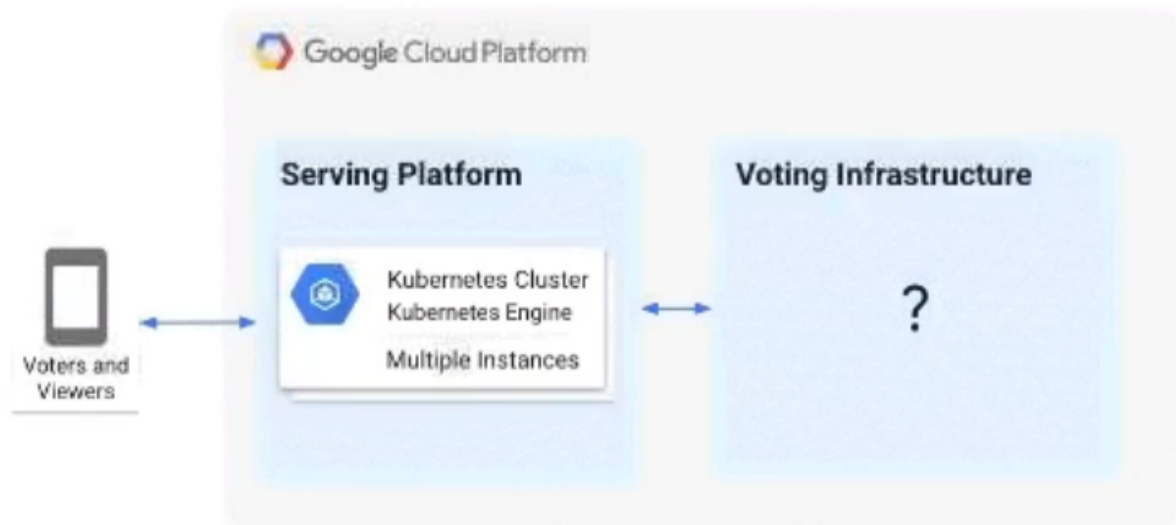 Google Cloud Platform
Serving Platform
Voting Infrastructure
Kubernetes Cluster
Kubernetes Engine
Multiple Instances
?
Voters and
Viewers